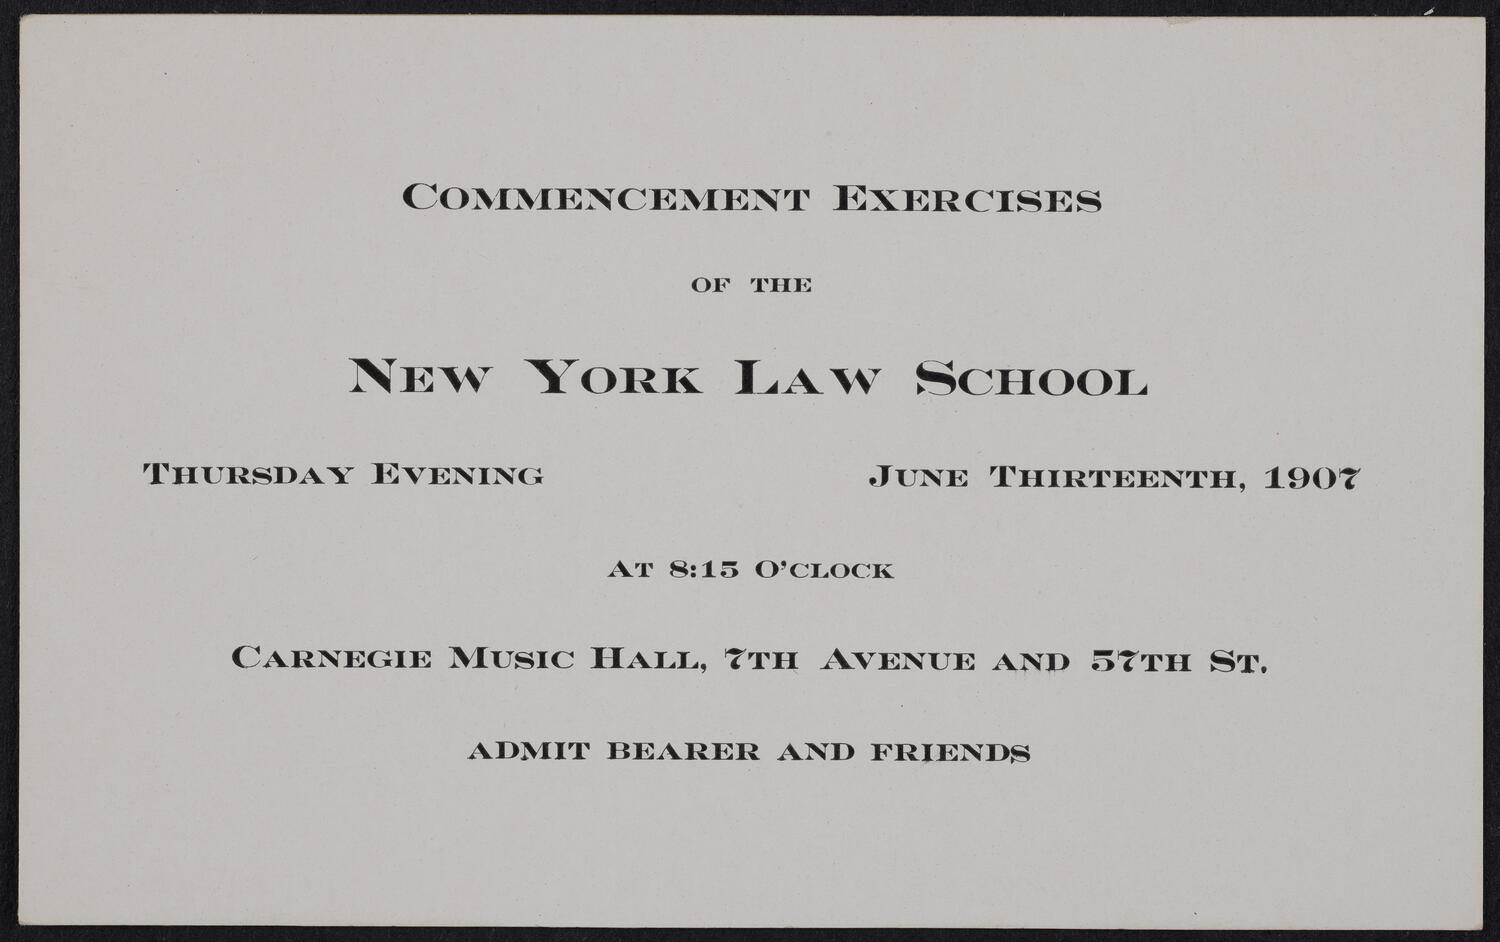 Commencement Exercises
OF THE
New York Law School
Thursday Evening June Thirteenth, 1907
AT 8:15 O'CLOCK
Carnegie Music Hall, 7th Avenue and 57th St.
ADMIT BEARER AND FRIENDS